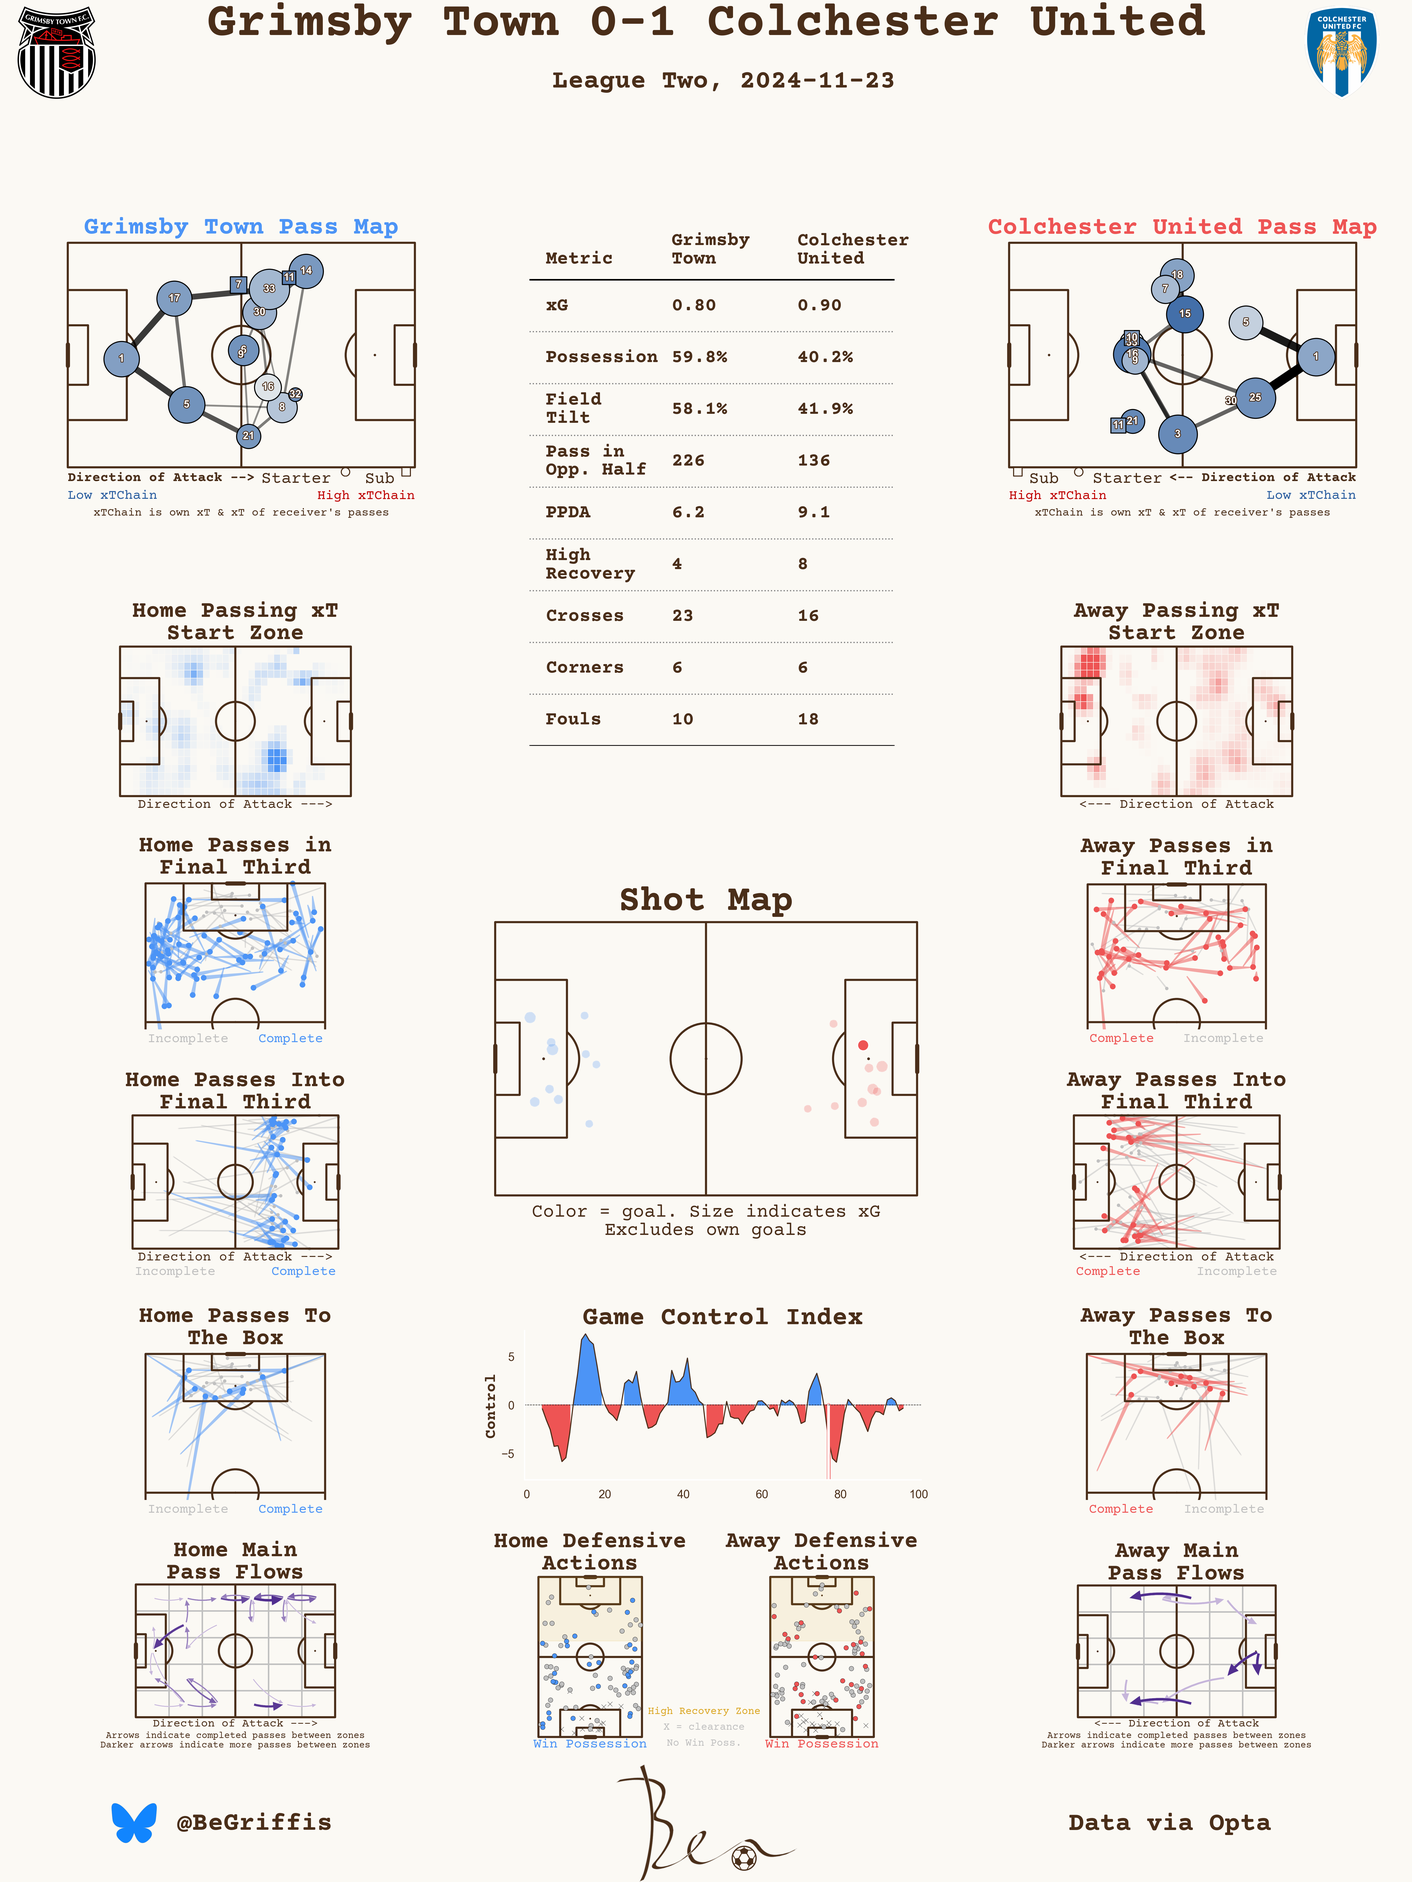 Grimsby Town 0-1 Colchester United
League Two, 2024-11-23
GRIMSBY TOWN F.C.
COLCHESTER
UNITED FC
Grimsby Town Pass Map
17
7
33
11
14
30
1
6
9
16
32
5
8
21
Direction of Attack --> Starter Sub
Low xTChain High xTChain
xTChain is own xT & xT of receiver's passes
Metric Grimsby Town Colchester United
xG 0.80 0.90
Possession 59.8% 40.2%
Field Tilt 58.1% 41.9%
Pass in Opp. Half 226 136
PPDA 6.2 9.1
High Recovery 4 8
Crosses 23 16
Corners 6 6
Fouls 10 18
Colchester United Pass Map
18
7
15
5
10
9
1
25
30
11
21
3
Sub Starter <-- Direction of Attack
High xTChain Low xTChain
xTChain is own xT & xT of receiver's passes
Home Passing xT
Start Zone
Direction of Attack --->
Away Passing xT
Start Zone
<--- Direction of Attack
Home Passes in
Final Third
Incomplete Complete
Away Passes in
Final Third
Complete Incomplete
Shot Map
Color = goal. Size indicates xG
Excludes own goals
Home Passes Into
Final Third
Direction of Attack --->
Incomplete Complete
Away Passes Into
Final Third
<--- Direction of Attack
Complete Incomplete
Home Passes To
The Box
Incomplete Complete
Game Control Index
Control
5
0
−5
0 20 40 60 80 100
Away Passes To
The Box
Complete Incomplete
Home Main
Pass Flows
Direction of Attack --->
Arrows indicate completed passes between zones
Darker arrows indicate more passes between zones
Home Defensive
Actions
Win Possession
Away Defensive
Actions
Win Possession
High Recovery Zone
X = clearance
No Win Poss.
Away Main
Pass Flows
<--- Direction of Attack
Arrows indicate completed passes between zones
Darker arrows indicate more passes between zones
@BeGriffis
Ben
Data via Opta